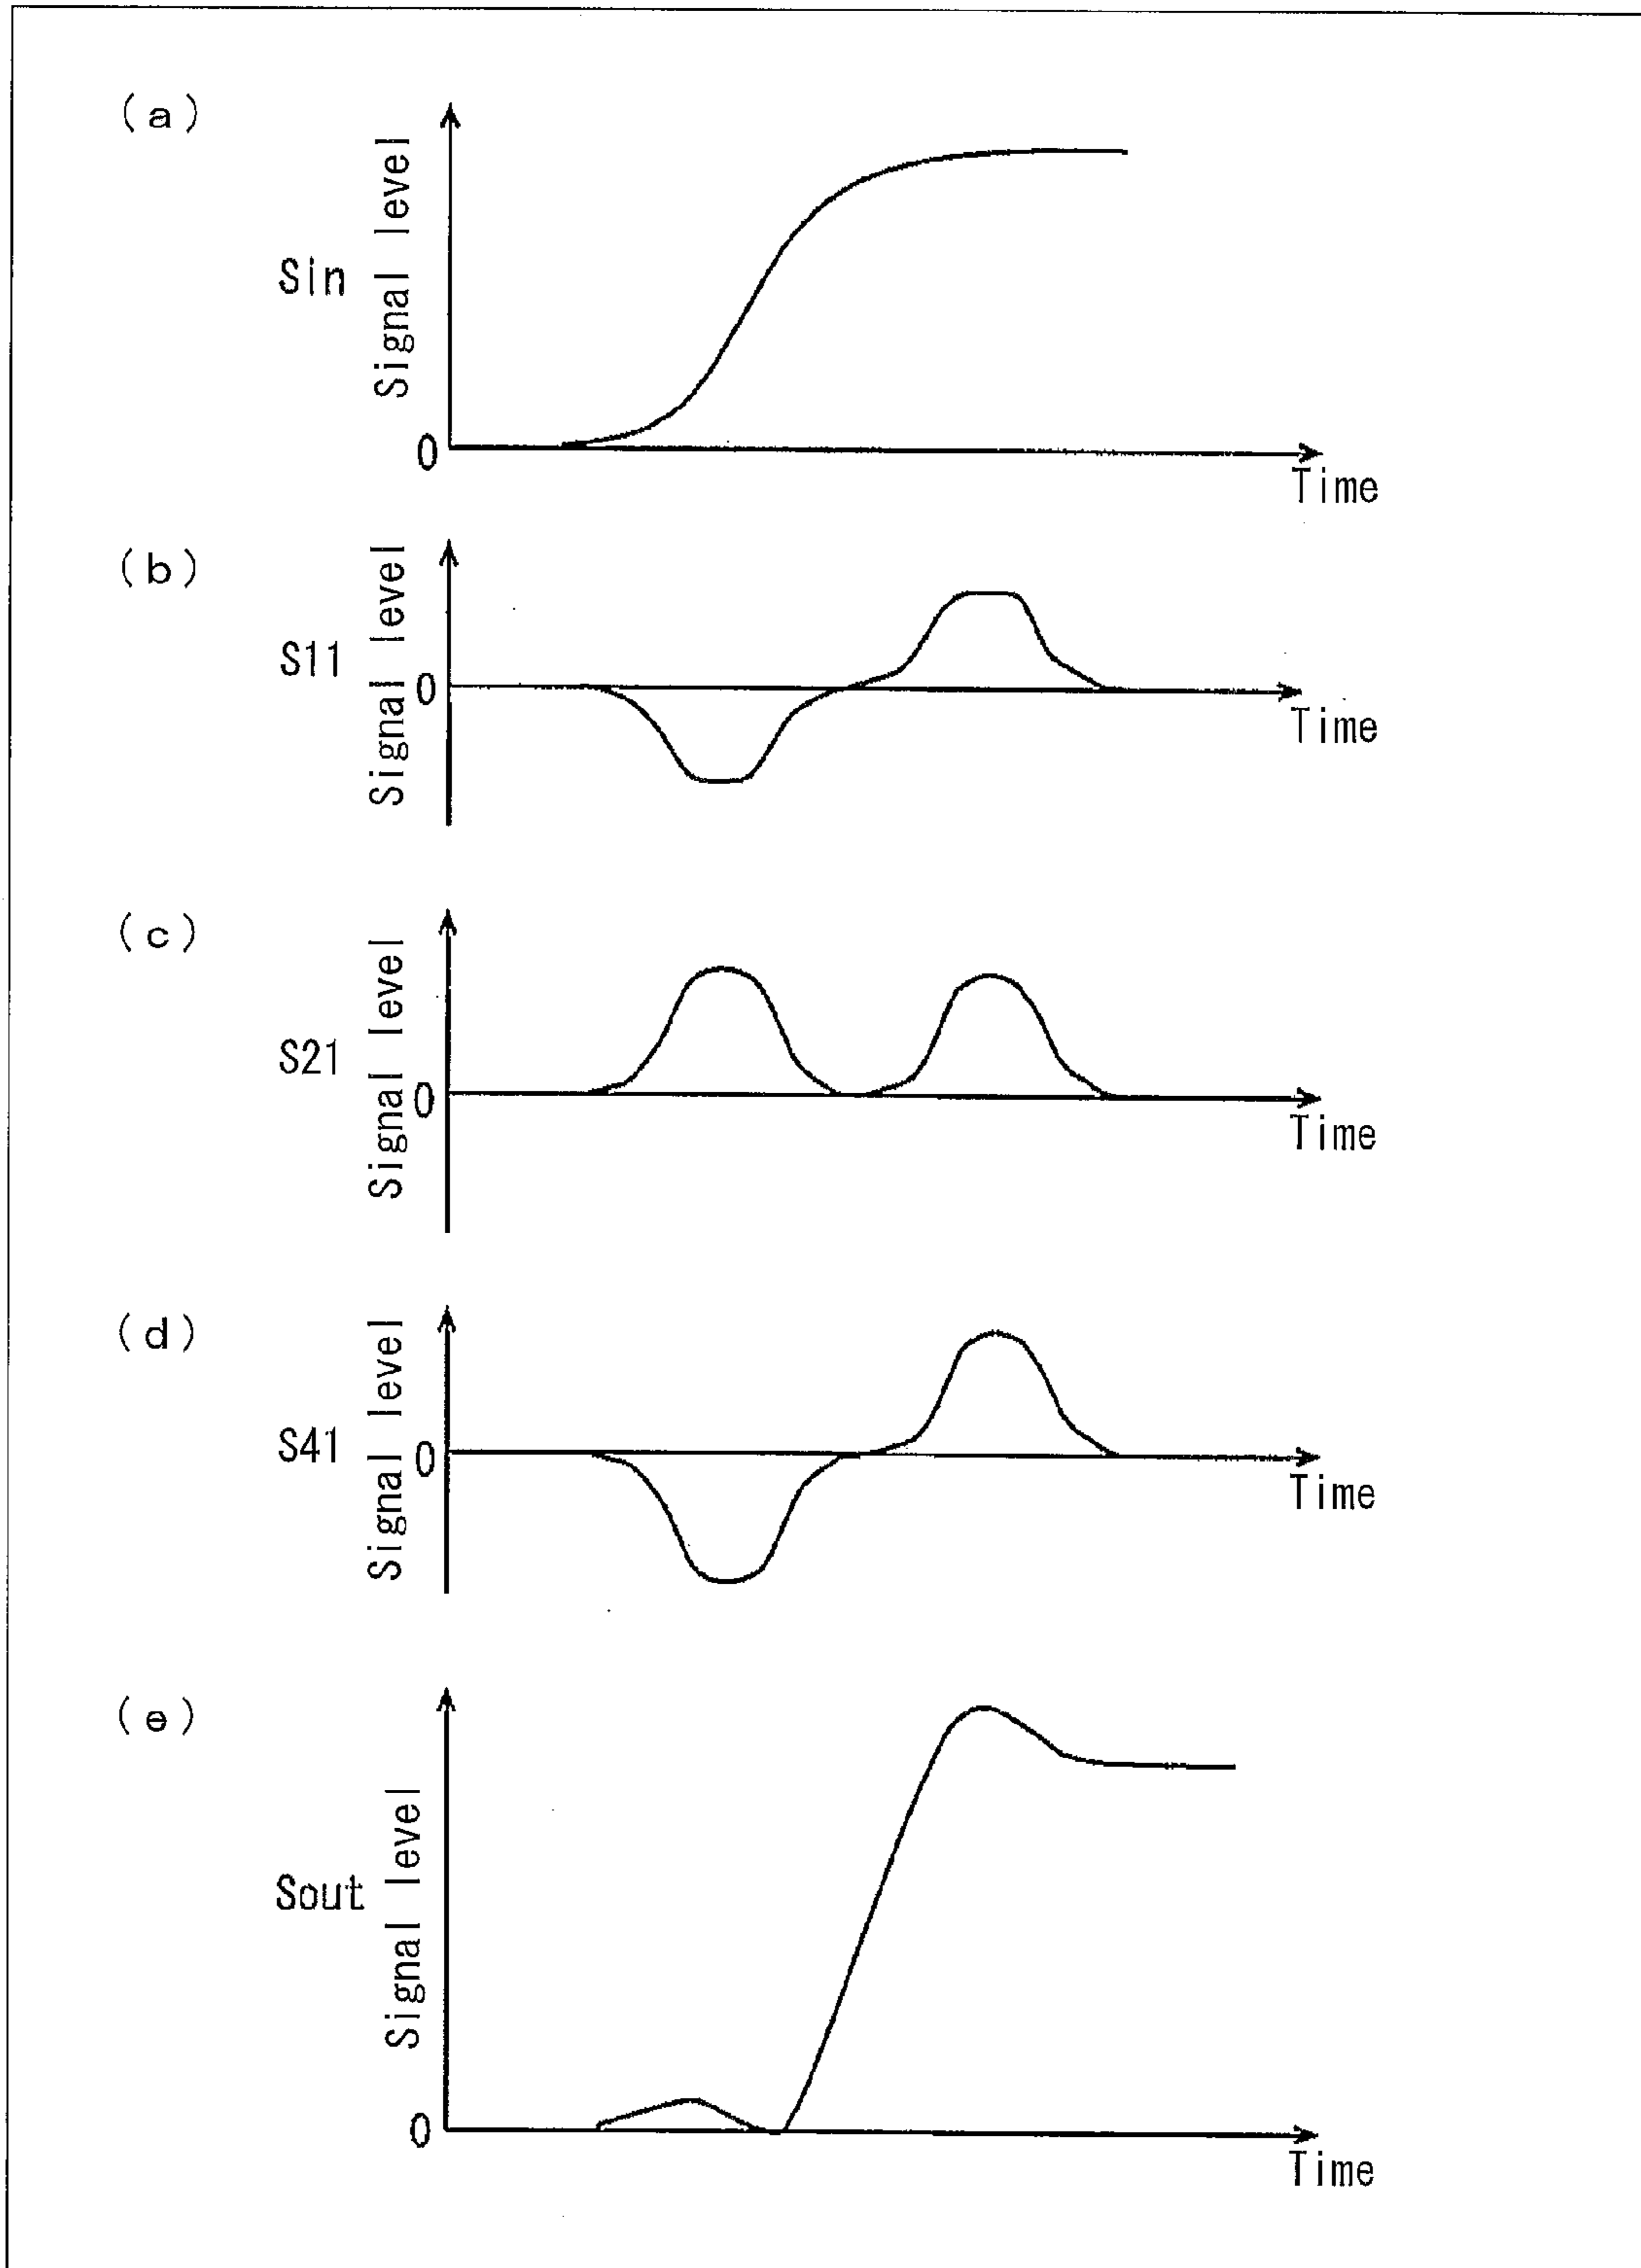 (a)
Sin
Signal level
0
Time
(b)
S11
Signal level
0
Time
(c)
S21
Signal level
0
Time
(d)
S41
Signal level
0
Time
(e)
Sout
Signal level
0
Time